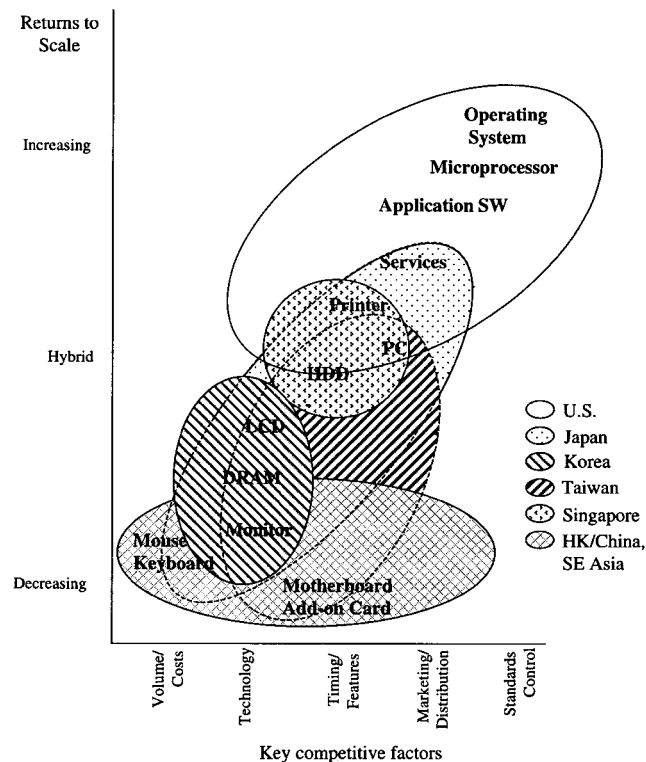 Returns to
Scale
Increasing
Hybrid
Decreasing
Operating
System
Microprocessor
Application SW
Services
Printer
PC
HDD
LCD
DRAM
Monitor
Mouse
Keyboard
Motherboard
Add-on Card
U.S.
Japan
Korea
Taiwan
Singapore
HK/China,
SE Asia
Volume/
Costs
Technology
Timing/
Features
Marketing/
Distribution
Standards
Control
Key competitive factors